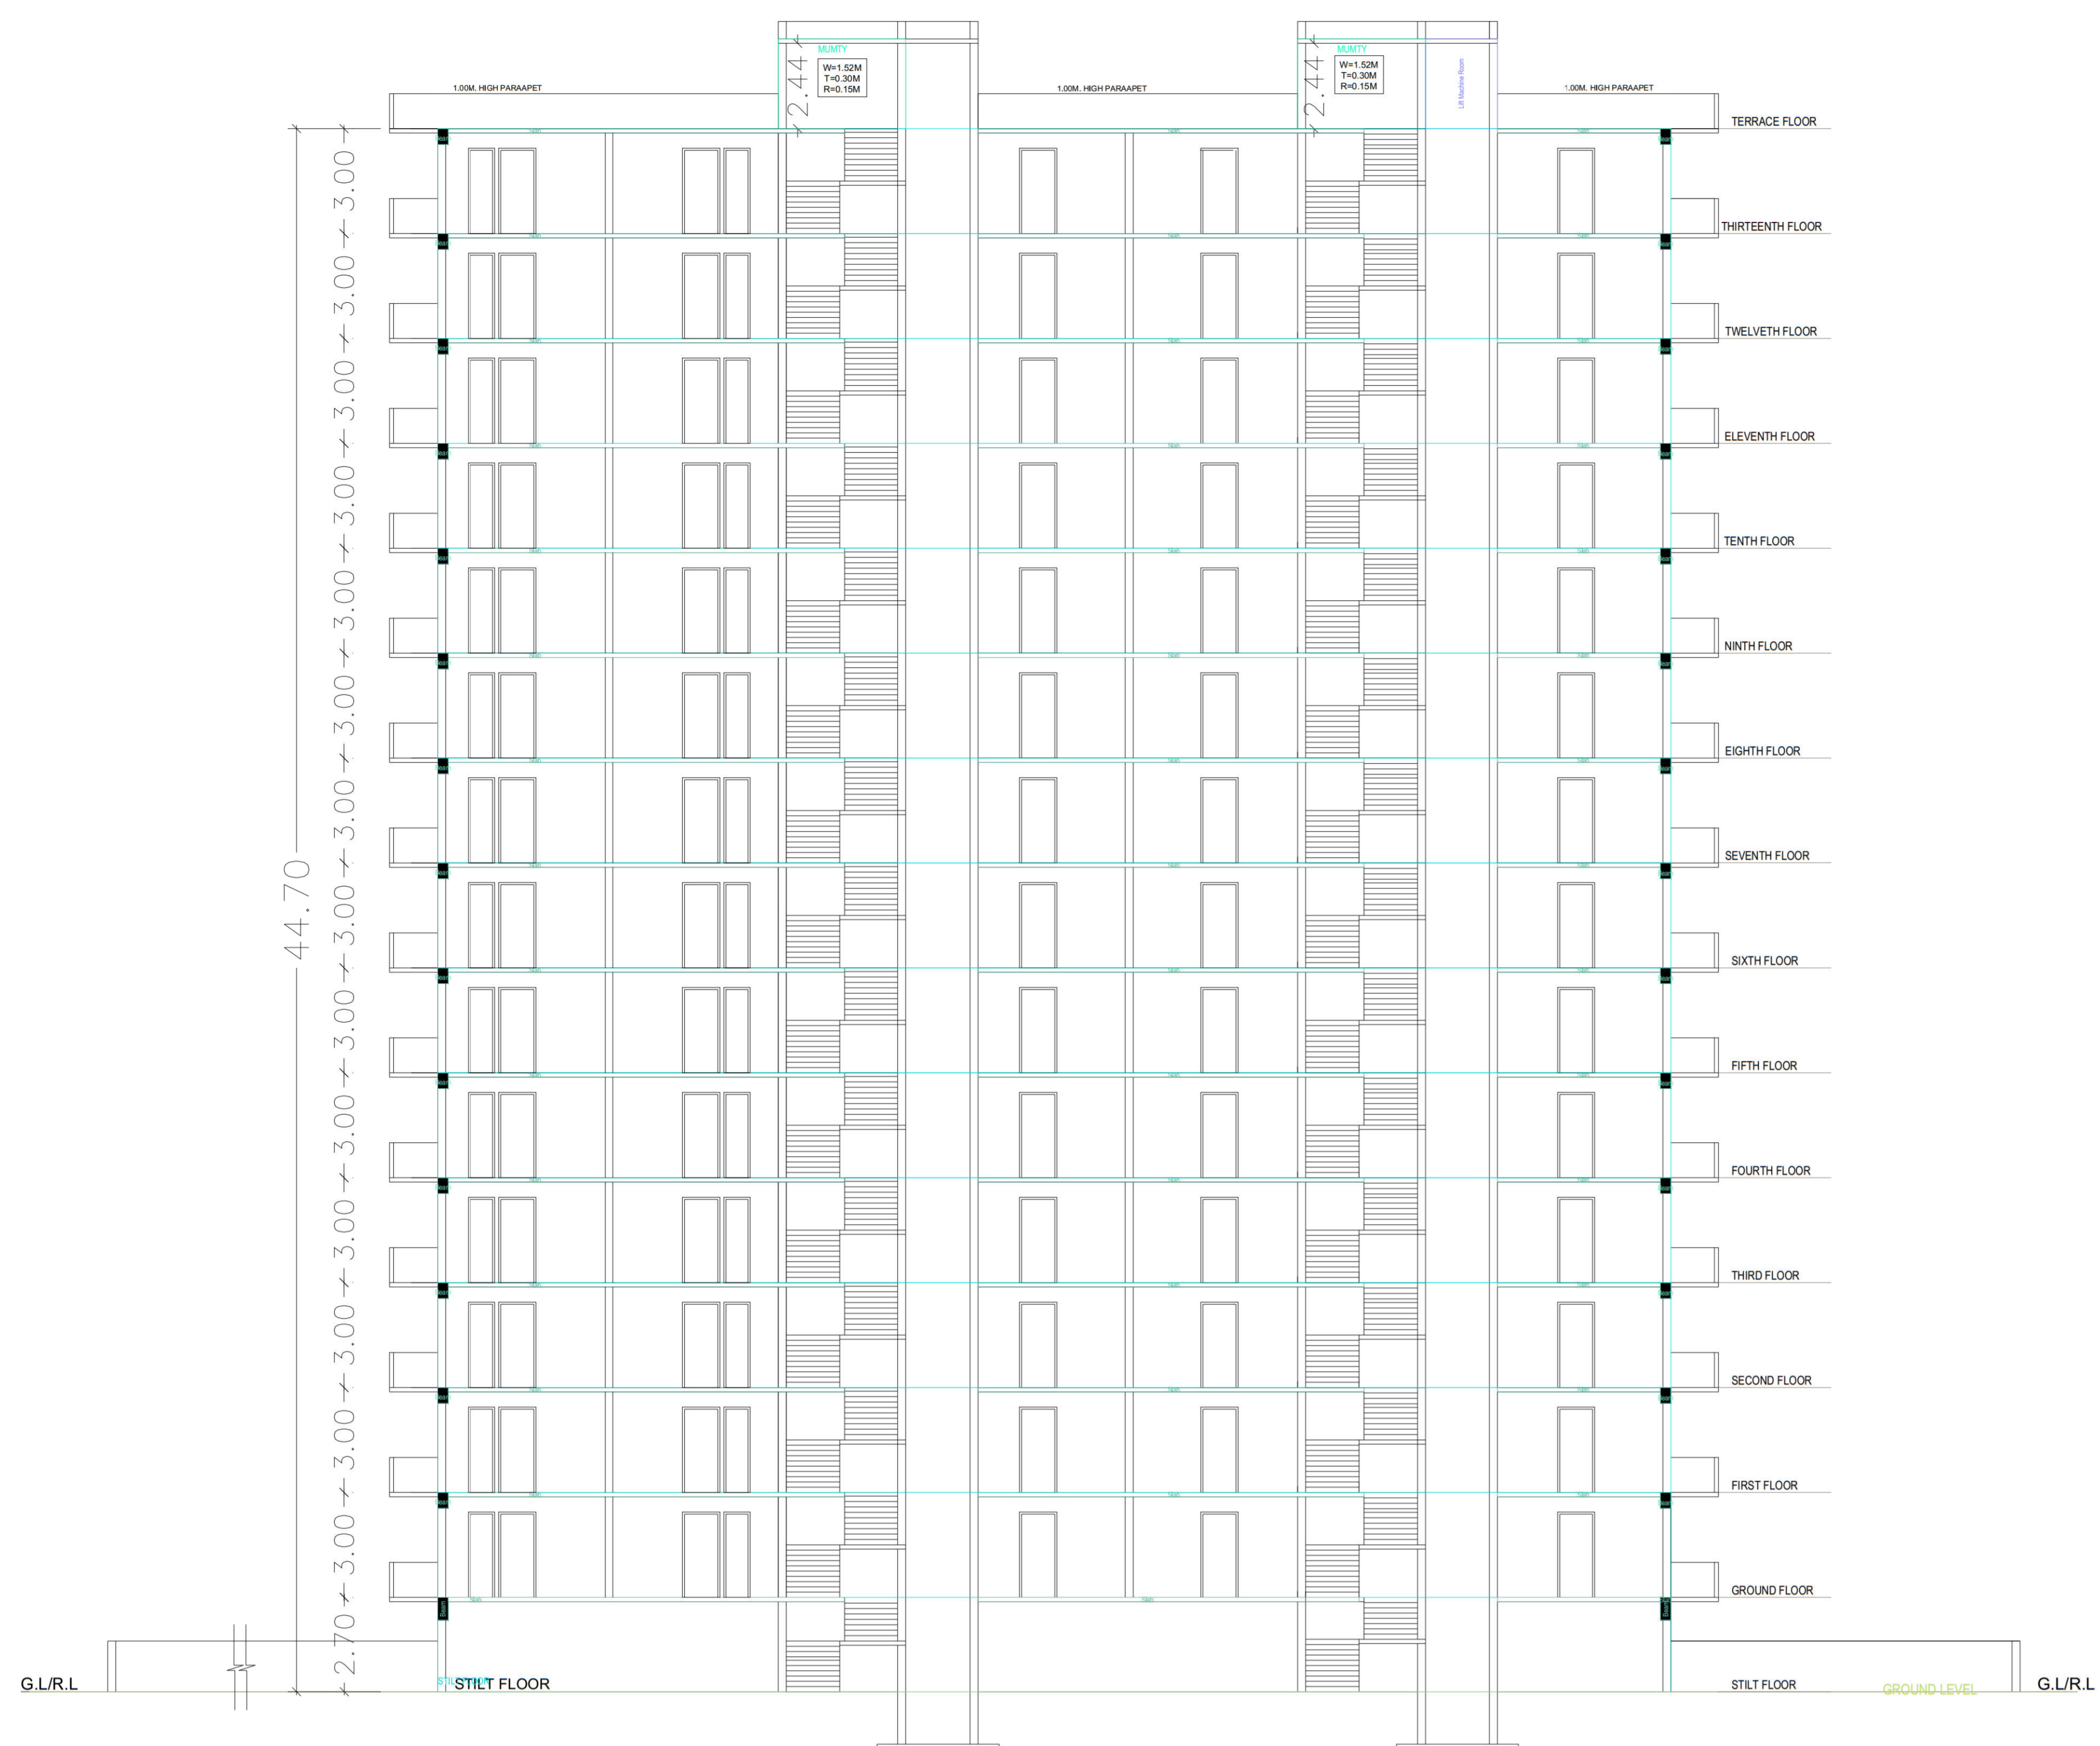 MUMTY
W=1.52M
T=0.30M
R=0.15M
2.44
MUMTY
W=1.52M
T=0.30M
R=0.15M
2.44
Lift Machine Room
1.00M. HIGH PARAAPET
1.00M. HIGH PARAAPET
1.00M. HIGH PARAAPET
TERRACE FLOOR
3.00
THIRTEENTH FLOOR
3.00
TWELVETH FLOOR
3.00
ELEVENTH FLOOR
3.00
TENTH FLOOR
3.00
NINTH FLOOR
3.00
EIGHTH FLOOR
3.00
SEVENTH FLOOR
44.70
3.00
SIXTH FLOOR
3.00
FIFTH FLOOR
3.00
FOURTH FLOOR
3.00
THIRD FLOOR
3.00
SECOND FLOOR
3.00
FIRST FLOOR
3.00
GROUND FLOOR
Beam
Beam
2.70
G.L/R.L
STILT FLOOR
STILT FLOOR
STILT FLOOR
GROUND LEVEL
G.L/R.L